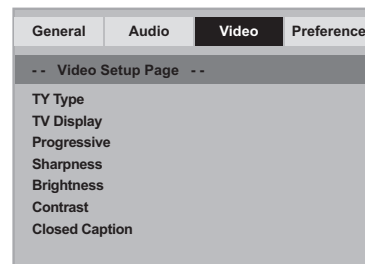 General Audio Video Preference
-- Video Setup Page --
TY Type
TV Display
Progressive
Sharpness
Brightness
Contrast
Closed Caption